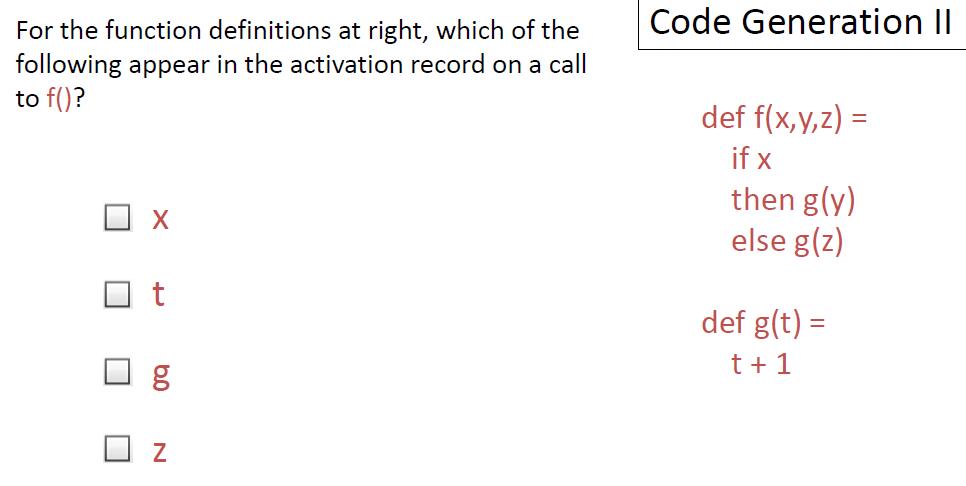 For the function definitions at right, which of the
following appear in the activation record on a call
to f()?
x
t
g
z
Code Generation II
def f(x,y,z) =
if x
then g(y)
else g(z)
def g(t) =
t + 1